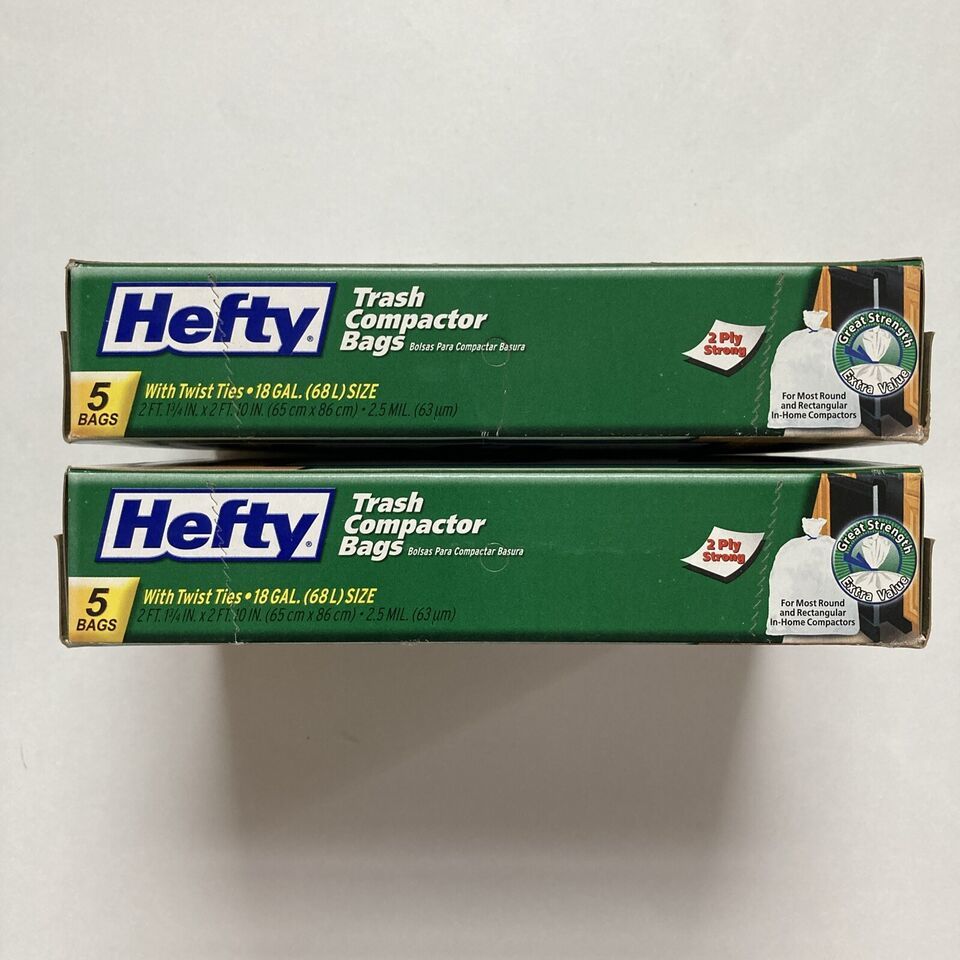 Hefty®
Trash
Compactor
Bags Bolsas Para Compactar Basura
5
BAGS
With Twist Ties • 18 GAL. (68 L) SIZE
2 FT. 1¾ IN. x 2 FT. 10 IN. (65 cm x 86 cm) • 2.5 MIL. (63 µm)
2 Ply
Strong
Great Strength
Extra Value
For Most Round
and Rectangular
In-Home Compactors
Hefty®
Trash
Compactor
Bags Bolsas Para Compactar Basura
5
BAGS
With Twist Ties • 18 GAL. (68 L) SIZE
2 FT. 1¾ IN. x 2 FT. 10 IN. (65 cm x 86 cm) • 2.5 MIL. (63 µm)
2 Ply
Strong
Great Strength
Extra Value
For Most Round
and Rectangular
In-Home Compactors